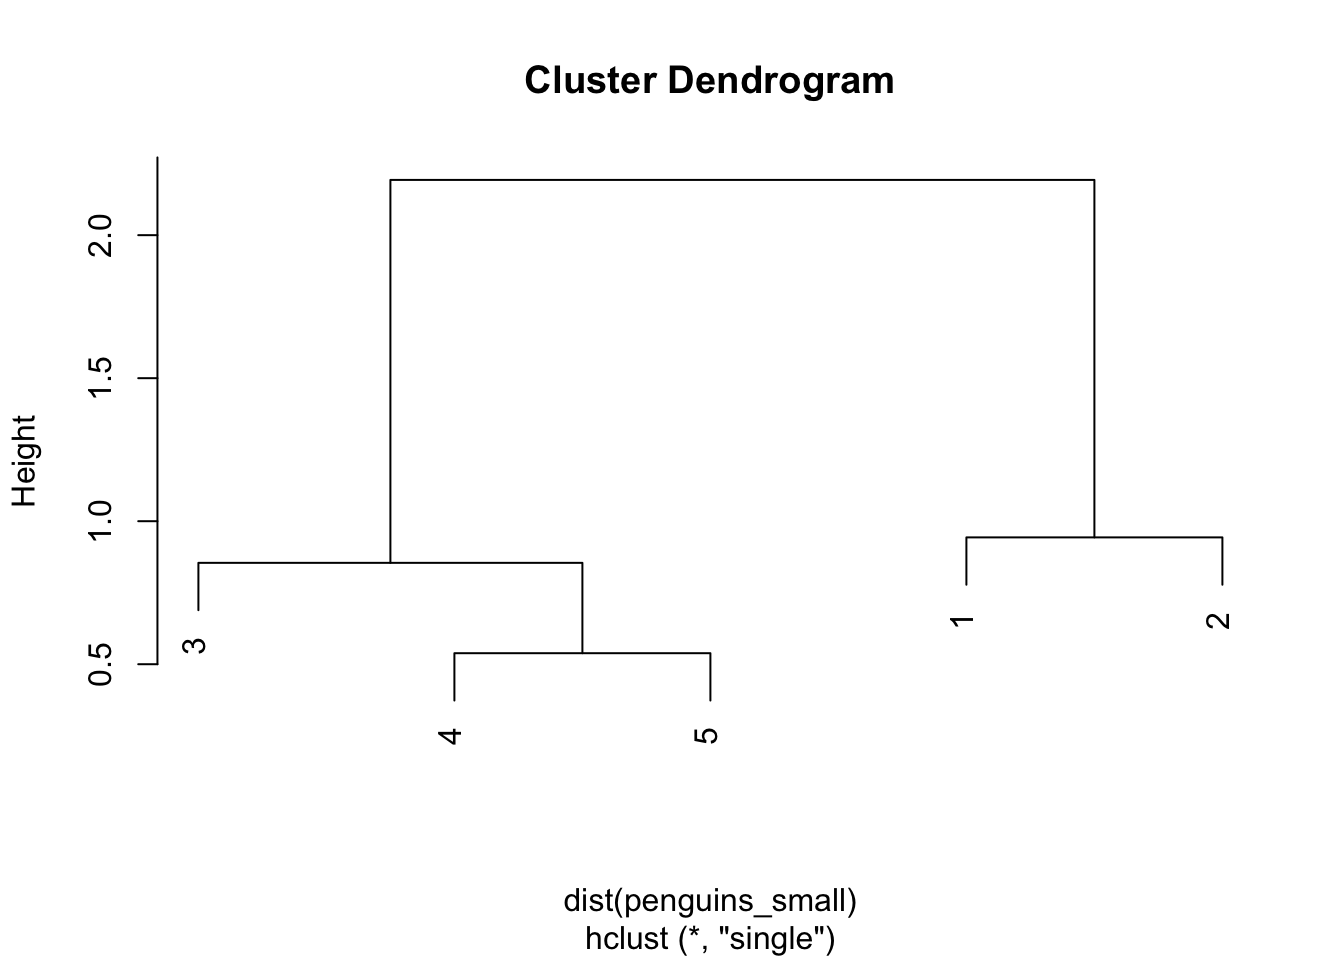 Cluster Dendrogram
Height
2.0
1.5
1.0
0.5
3
4
5
1
2
dist(penguins_small)
hclust (*, "single")